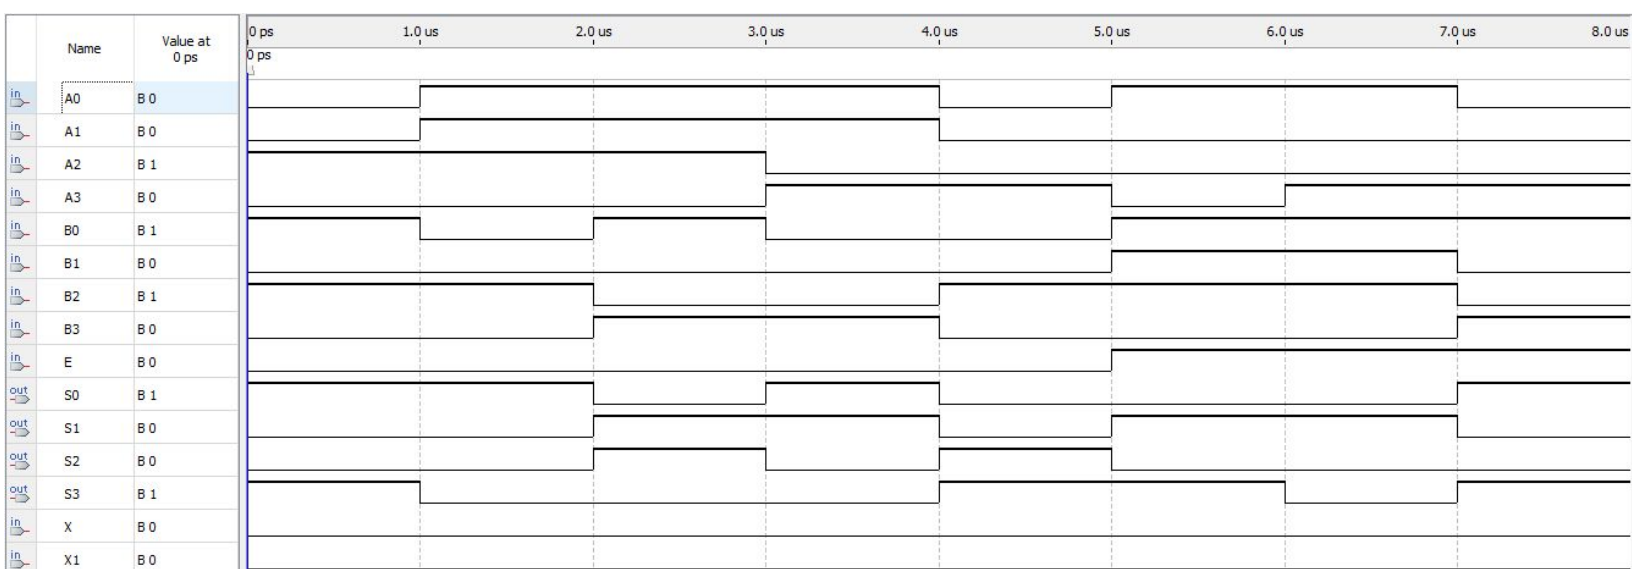 Name Value at 0 ps
0 ps 1.0 us 2.0 us 3.0 us 4.0 us 5.0 us 6.0 us 7.0 us 8.0 us
0 ps
in A0 B 0
in A1 B 0
in A2 B 1
in A3 B 0
in B0 B 1
in B1 B 0
in B2 B 1
in B3 B 0
in E B 0
out S0 B 1
out S1 B 0
out S2 B 0
out S3 B 1
in X B 0
in X1 B 0